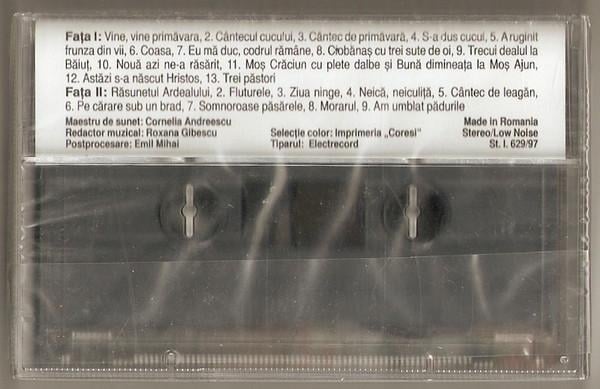 Fața I: Vine, vine primăvara, 2. Cântecul cucului, 3. Cântec de primăvară, 4. S-a dus cucul, 5. A ruginit
frunza din vii, 6. Coasa, 7. Eu mă duc, codrul rămâne, 8. Ciobănaș cu trei sute de oi, 9. Trecui dealul la
Băiuț, 10. Nouă azi ne-a răsărit, 11. Moș Crăciun cu plete dalbe și Bună dimineața la Moș Ajun,
12. Astăzi s-a născut Hristos, 13. Trei păstori
Fața II: Răsunetul Ardealului, 2. Fluturele, 3. Ziua ninge, 4. Neică, neiculiță, 5. Cântec de leagăn,
6. Pe cărare sub un brad, 7. Somnoroase păsărele, 8. Morarul, 9. Am umblat pădurile
Maestru de sunet: Cornelia Andreescu
Redactor muzical: Roxana Gibescu
Postprocesare: Emil Mihai
Selecție color: Imprimeria „Coresi”
Tiparul: Electrecord
Made in Romania
Stereo/Low Noise
St. I. 629/97